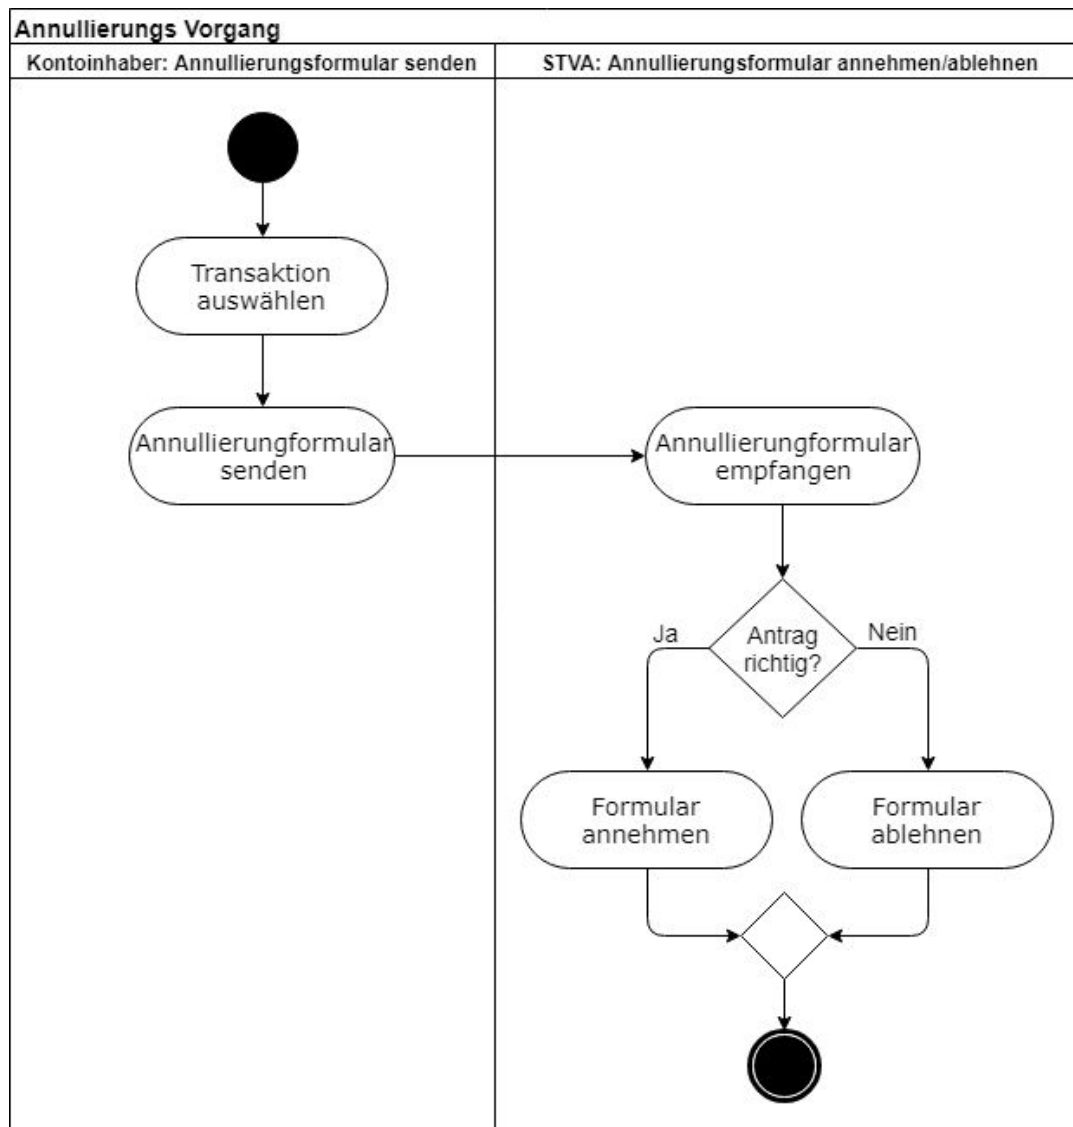 Annullierungs Vorgang
Kontoinhaber: Annullierungsformular senden
STVA: Annullierungsformular annehmen/ablehnen
Transaktion
auswählen
Annullierungformular
senden
Annullierungformular
empfangen
Ja
Antrag
richtig?
Nein
Formular
annehmen
Formular
ablehnen